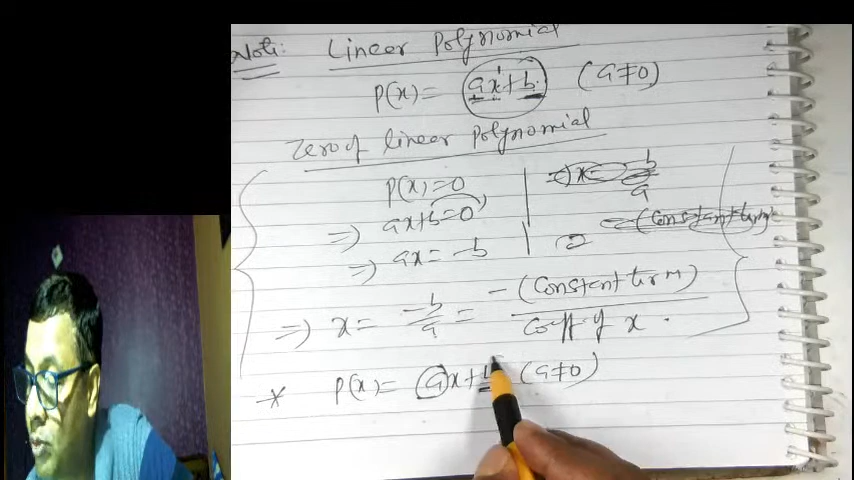 Note: Linear Polynomial
P(x) = ax¹+b (a≠0)
Zero of linear Polynomial
P(x)=0
⇒ ax+b=0
⇒ ax = -b
⇒ x = -b/a
= -(Constant term
⇒ x = -b/a = -(Constant term)/coeff of x.
* P(x) = ax+b (a≠0)